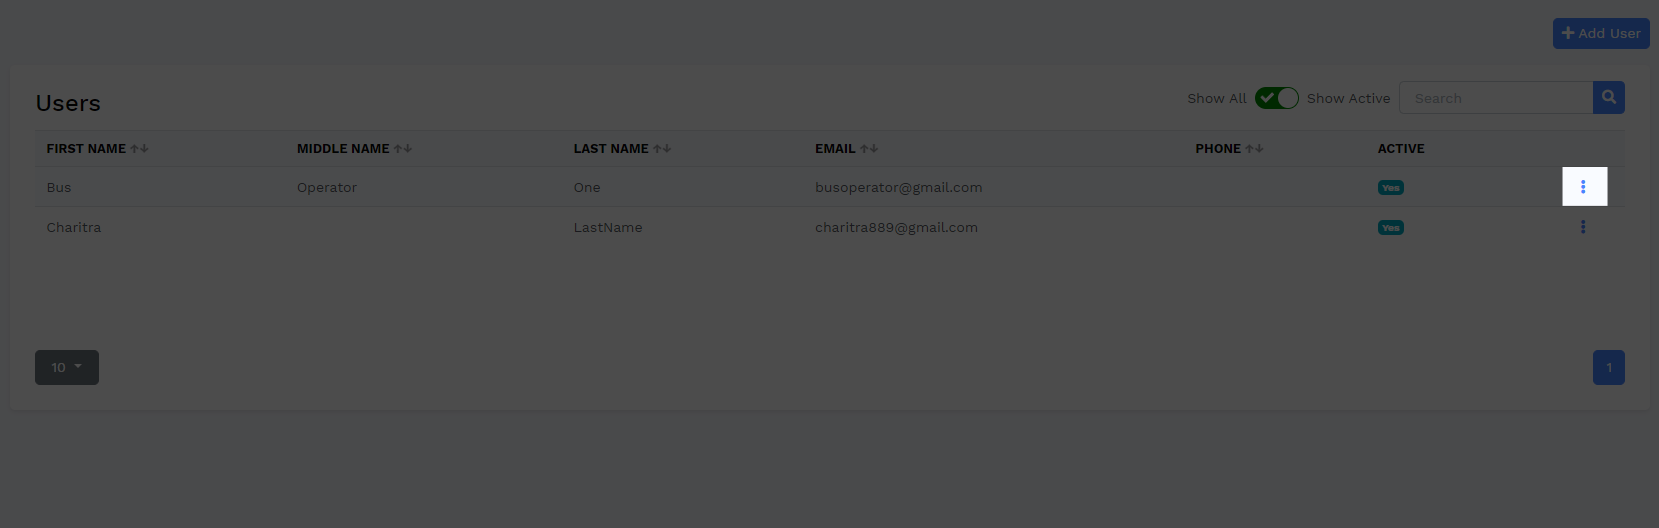 Add User
Users
Show All Show Active Search
FIRST NAME MIDDLE NAME LAST NAME EMAIL PHONE ACTIVE
Bus Operator One busoperator@gmail.com Yes
Charitra LastName charitra889@gmail.com Yes
10 1